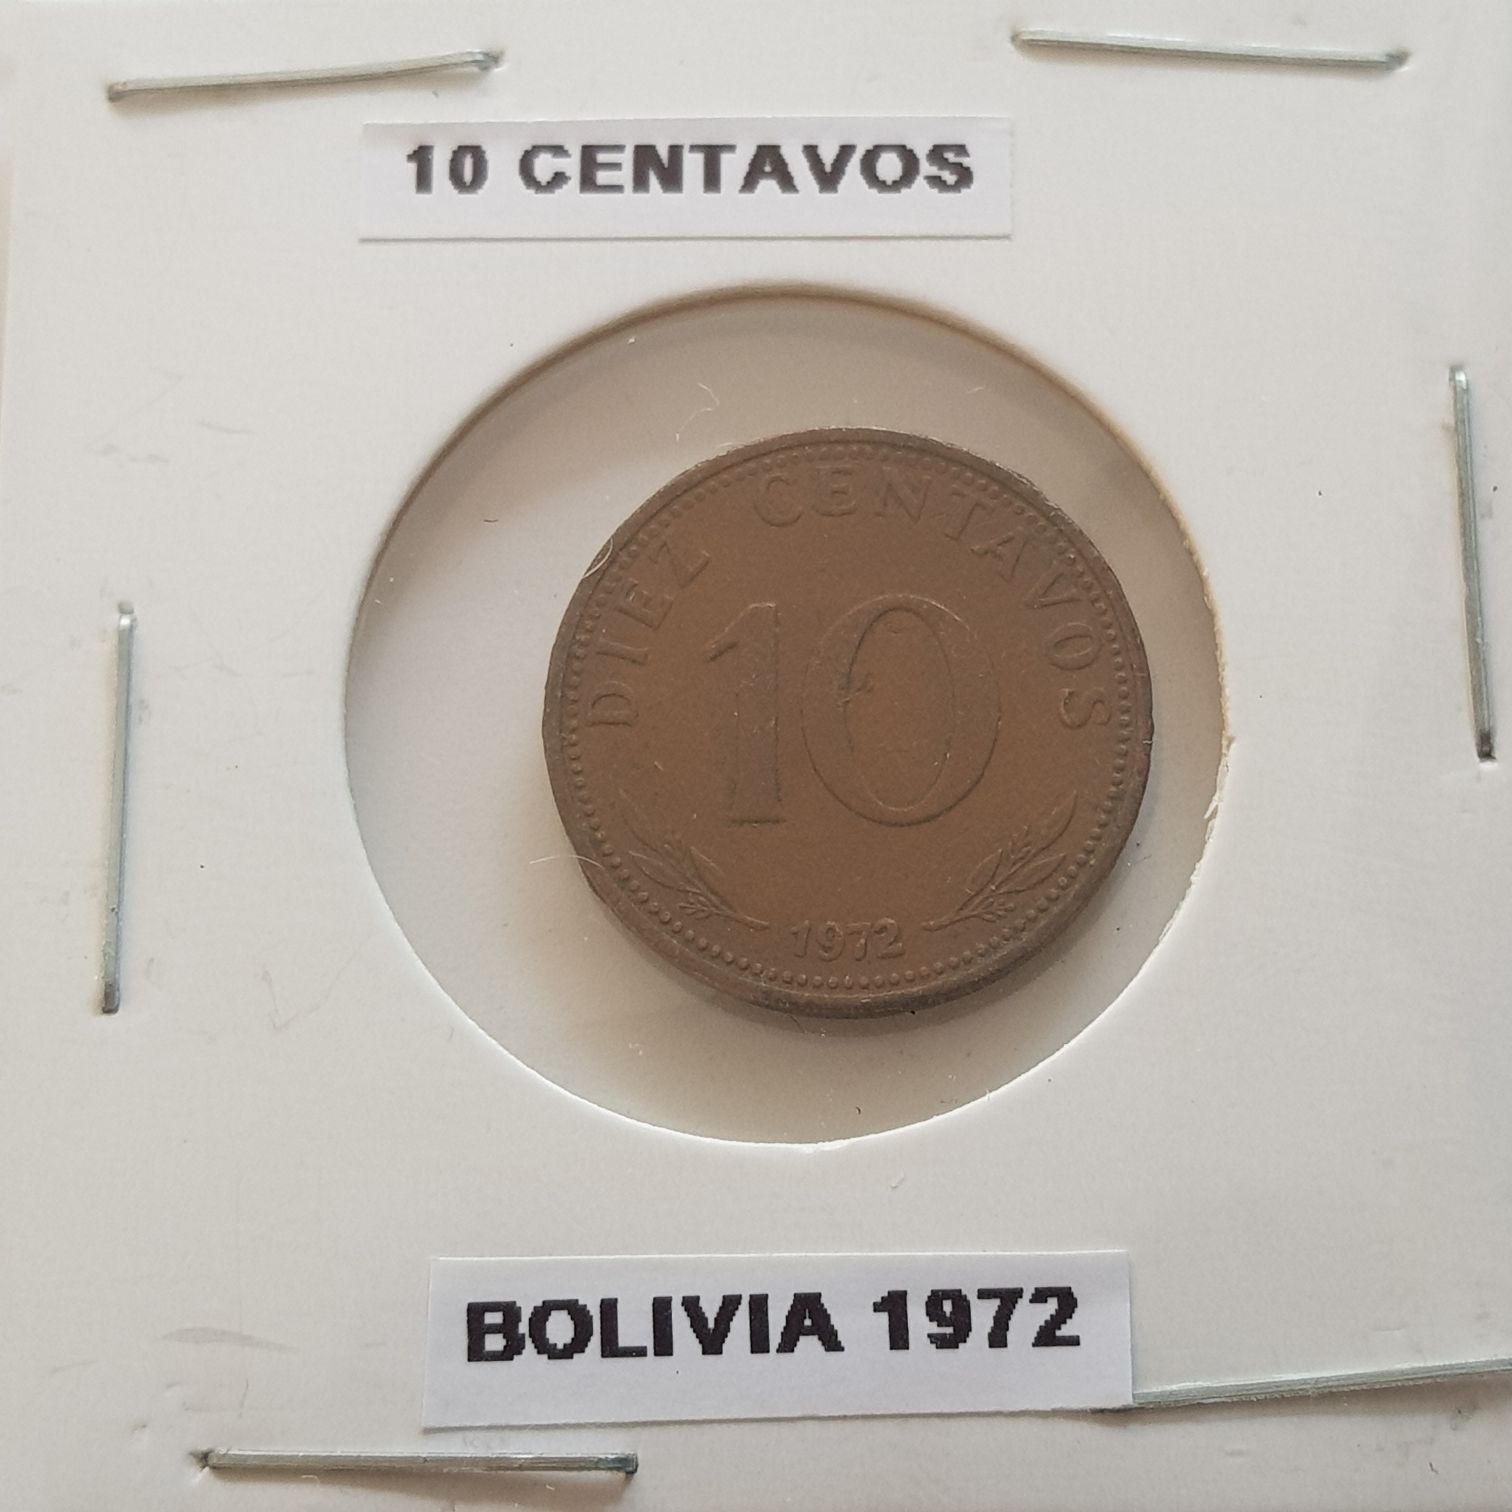 10 CENTAVOS
DIEZ CENTAVOS
10
1972
BOLIVIA 1972